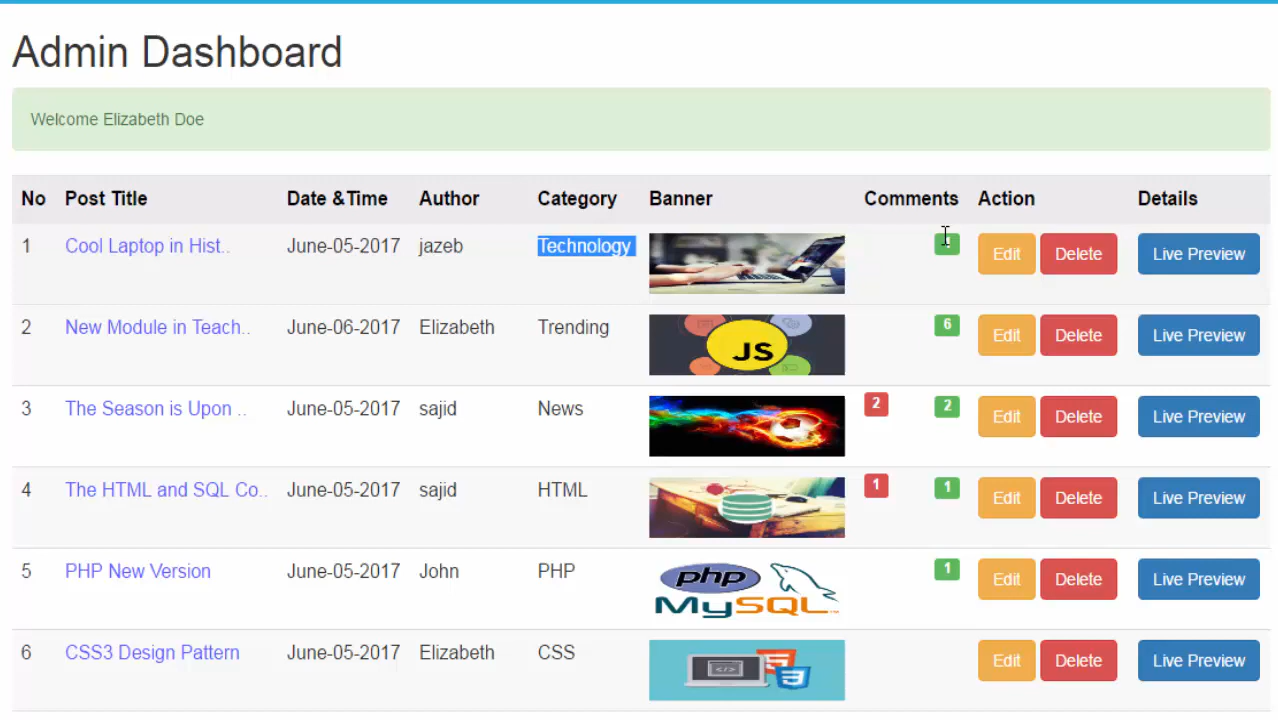 Admin Dashboard
Welcome Elizabeth Doe
No Post Title Date &Time Author Category Banner Comments Action Details
1 Cool Laptop in Hist.. June-05-2017 jazeb Technology Edit Delete Live Preview
2 New Module in Teach.. June-06-2017 Elizabeth Trending JS 6 Edit Delete Live Preview
3 The Season is Upon .. June-05-2017 sajid News 2 2 Edit Delete Live Preview
4 The HTML and SQL Co.. June-05-2017 sajid HTML 1 1 Edit Delete Live Preview
5 PHP New Version June-05-2017 John PHP php MySQL 1 Edit Delete Live Preview
6 CSS3 Design Pattern June-05-2017 Elizabeth CSS </> 5 3 Edit Delete Live Preview